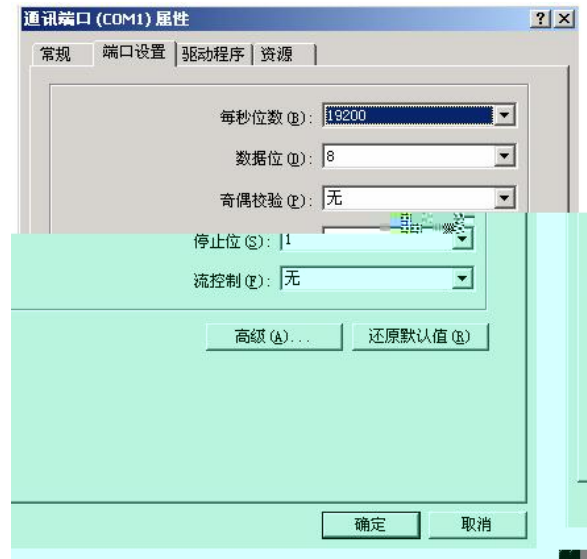 通讯端口 (COM1) 属性
常规 端口设置 驱动程序 资源
每秒位数(B): 19200
数据位(D): 8
奇偶校验(P): 无
停止位(S): 1
流控制(F): 无
高级(A)... 还原默认值(R)
确定 取消